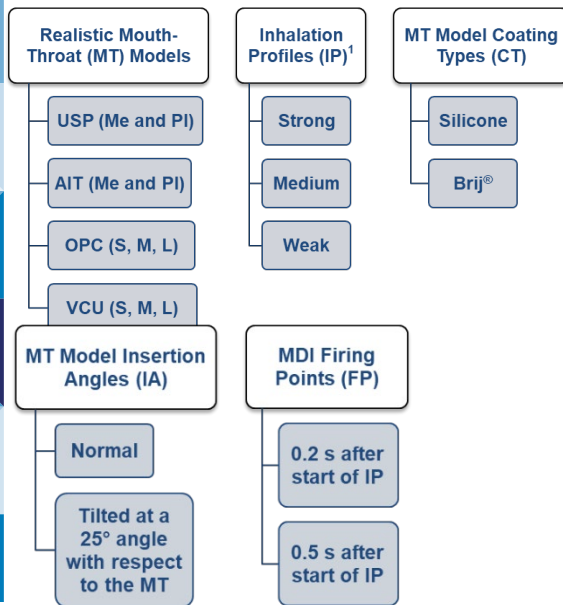 Realistic Mouth-
Throat (MT) Models
USP (Me and Pl)
AIT (Me and Pl)
OPC (S, M, L)
VCU (S, M, L)
Inhalation
Profiles (IP)¹
Strong
Medium
Weak
MT Model Coating
Types (CT)
Silicone
Brij®
MT Model Insertion
Angles (IA)
Normal
Tilted at a
25° angle
with respect
to the MT
MDI Firing
Points (FP)
0.2 s after
start of IP
0.5 s after
start of IP